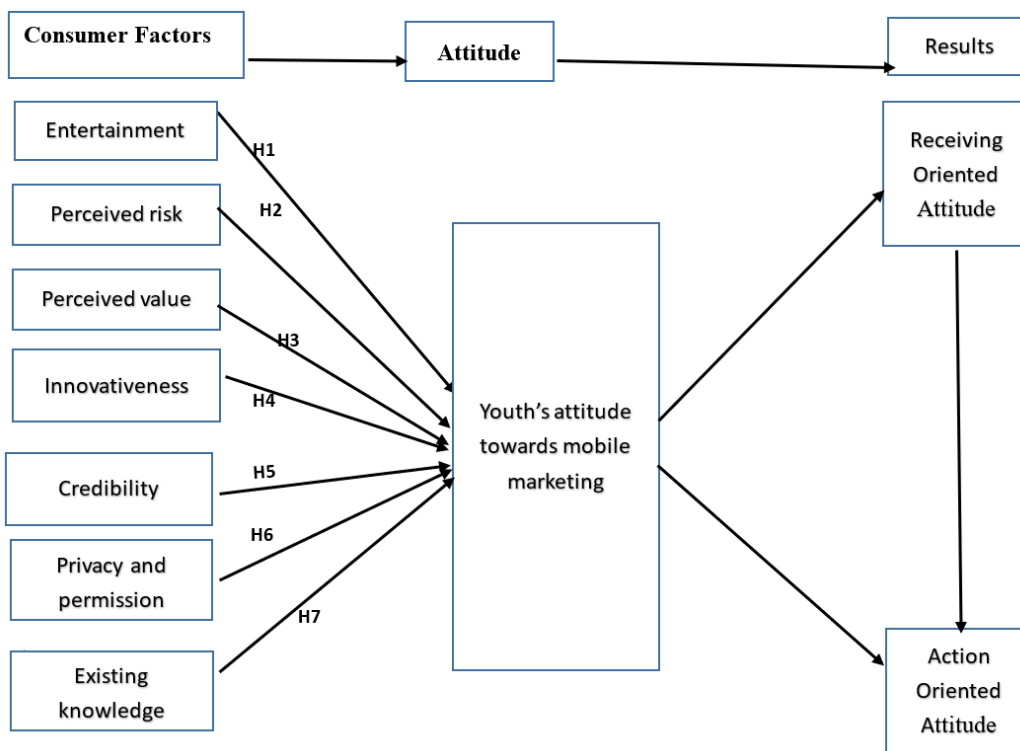 Consumer Factors
Attitude
Results
Entertainment
H1
Receiving
Oriented
Attitude
Perceived risk
H2
Perceived value
H3
Innovativeness
H4
Youth’s attitude
towards mobile
marketing
Credibility
H5
Privacy and
permission
H6
Existing
knowledge
H7
Action
Oriented
Attitude